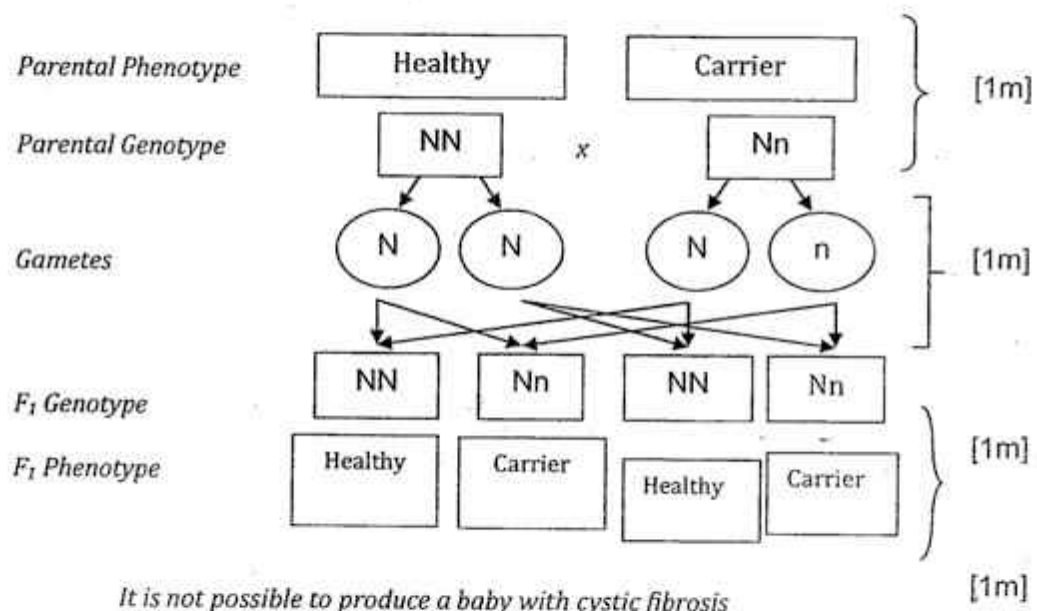 Parental Phenotype Healthy Carrier [1m]
Parental Genotype NN x Nn
Gametes N N N n [1m]
F₁ Genotype NN Nn NN Nn
F₁ Phenotype Healthy Carrier Healthy Carrier [1m]
It is not possible to produce a baby with cystic fibrosis [1m]